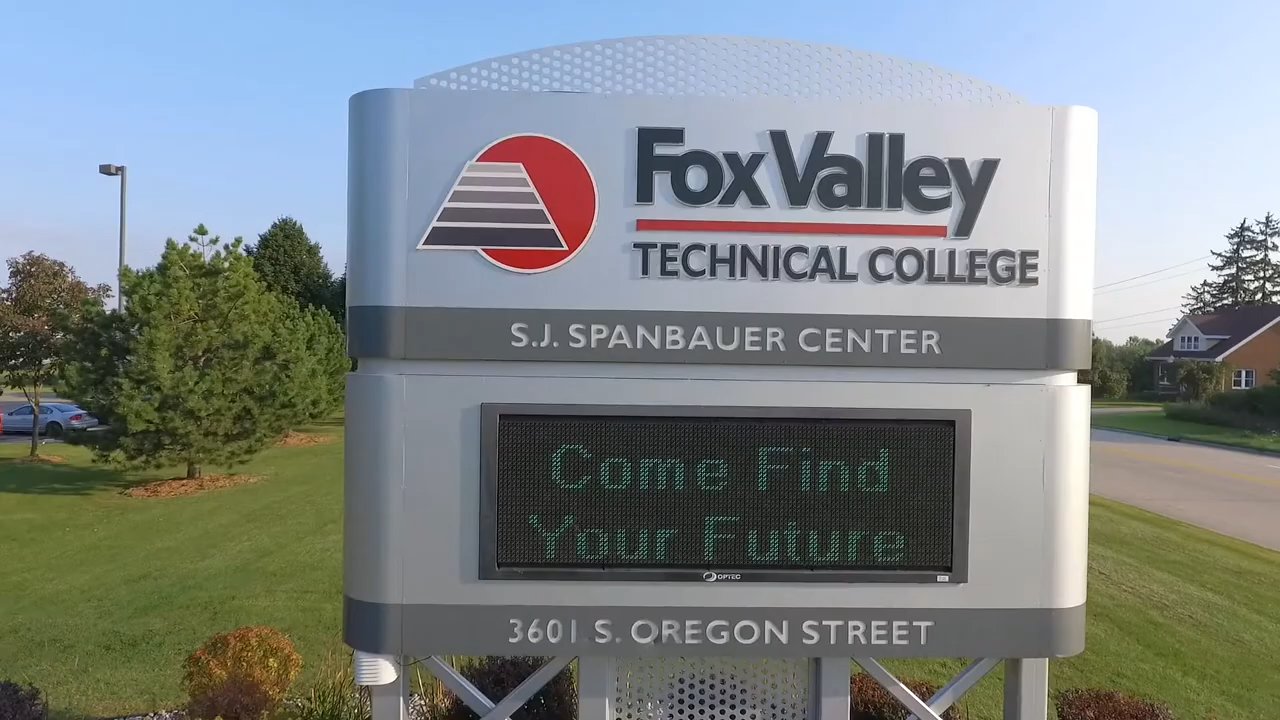 Fox Valley
TECHNICAL COLLEGE
S.J. SPANBAUER CENTER
Come Find
Your Future
OPTEC
3601 S. OREGON STREET